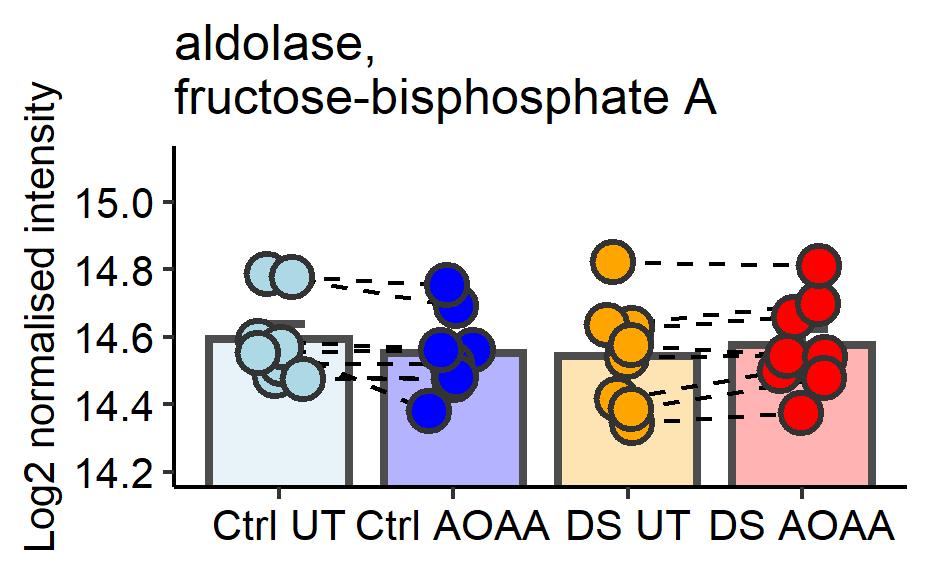 aldolase,
fructose-bisphosphate A
Log2 normalised intensity
15.0
14.8
14.6
14.4
14.2
Ctrl UT Ctrl AOAA DS UT DS AOAA